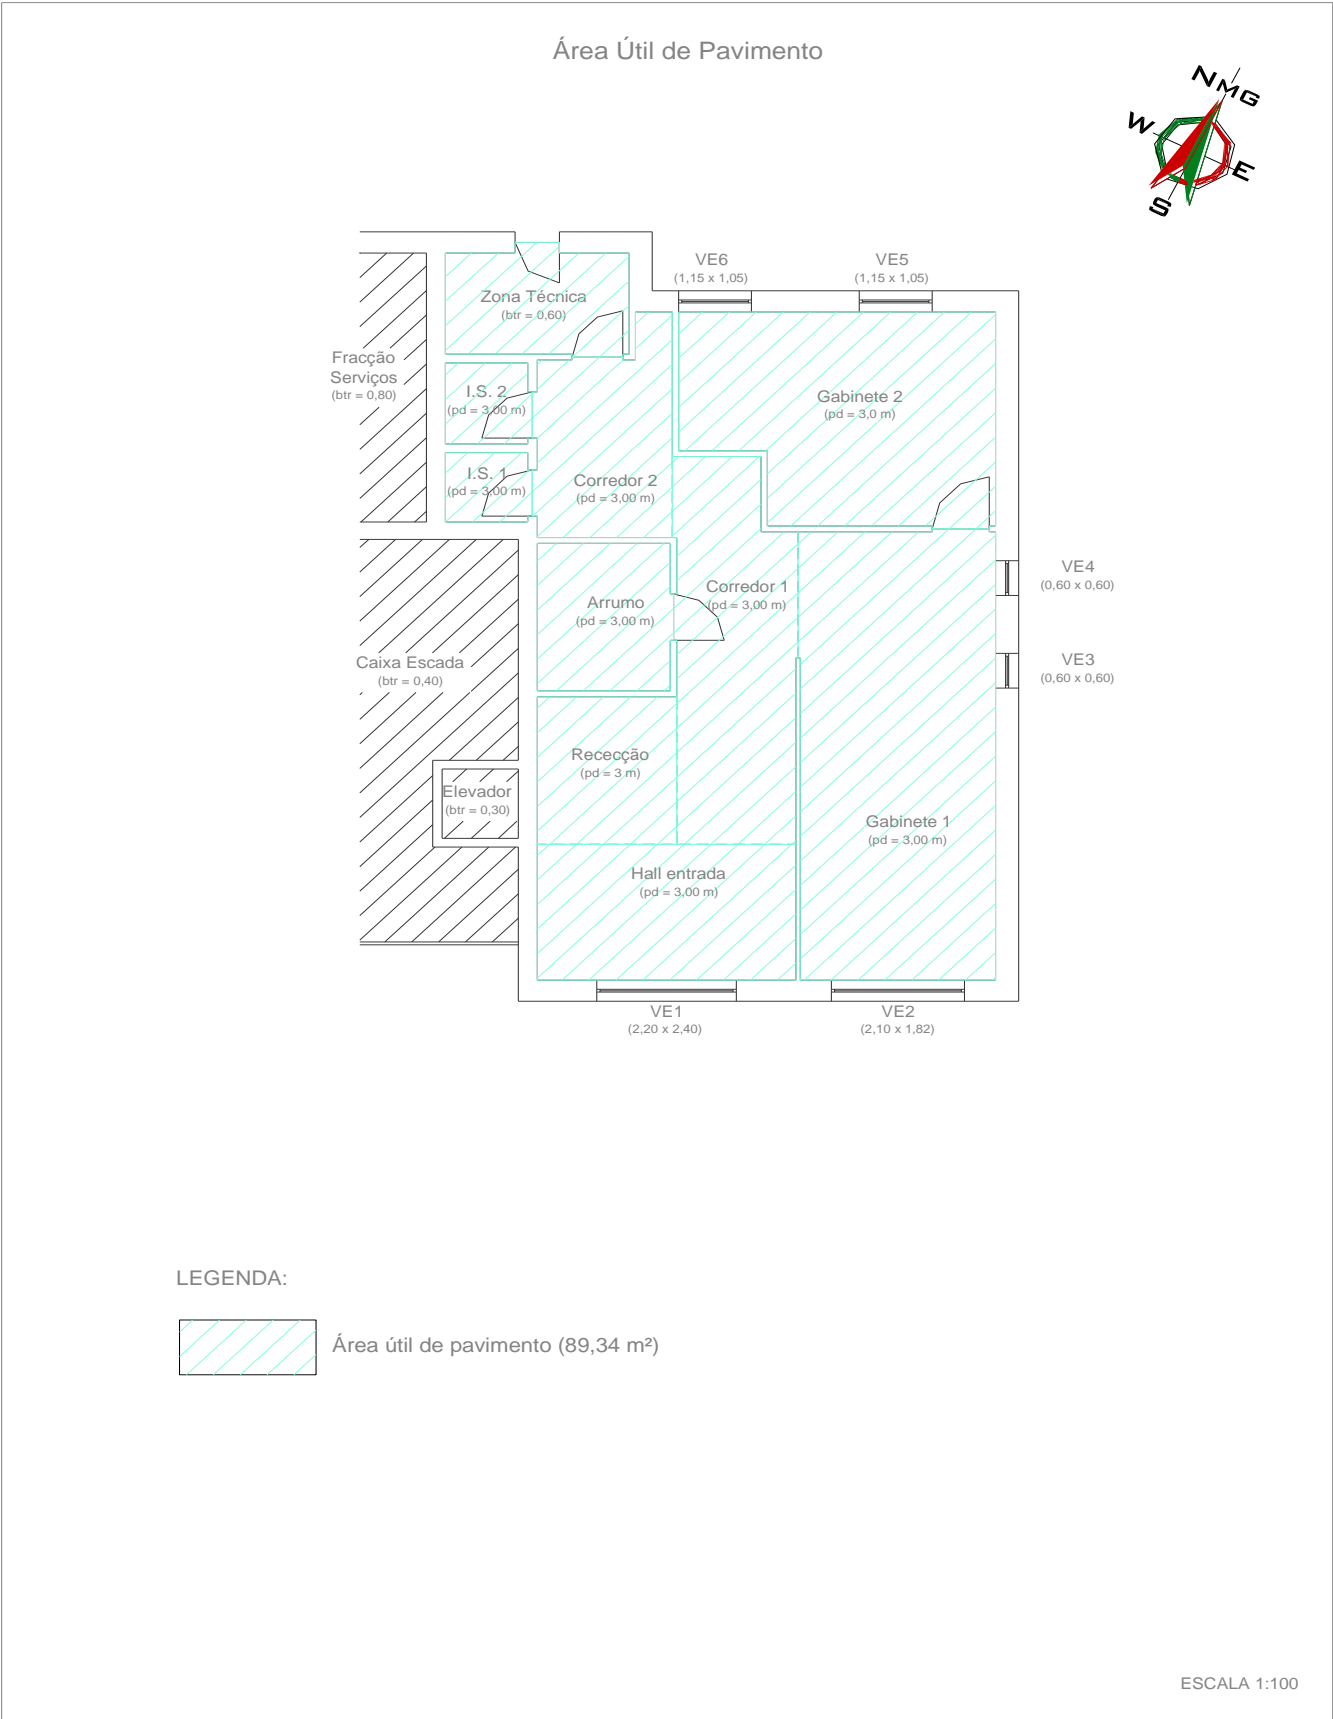 Área Útil de Pavimento
NMG
W
E
S
VE6
(1,15 x 1,05)
VE5
(1,15 x 1,05)
Zona Técnica
(btr = 0,60)
Fracção
Serviços
(btr = 0,80)
I.S. 2
(pd = 3,00 m)
Gabinete 2
(pd = 3,0 m)
I.S. 1
(pd = 3,00 m)
Corredor 2
(pd = 3,00 m)
VE4
(0,60 x 0,60)
Corredor 1
(pd = 3,00 m)
Arrumo
(pd = 3,00 m)
Caixa Escada
(btr = 0,40)
VE3
(0,60 x 0,60)
Rececção
(pd = 3 m)
Elevador
(btr = 0,30)
Gabinete 1
(pd = 3,00 m)
Hall entrada
(pd = 3,00 m)
VE1
(2,20 x 2,40)
VE2
(2,10 x 1,82)
LEGENDA:
Área útil de pavimento (89,34 m²)
ESCALA 1:100